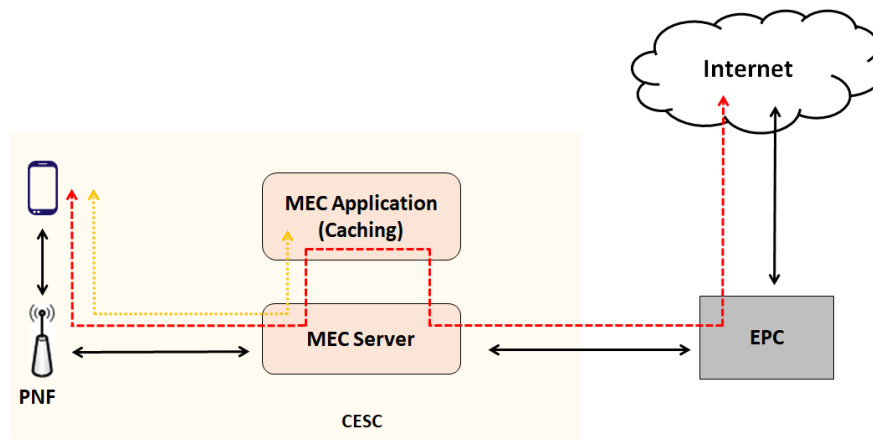 Internet
MEC Application
(Caching)
MEC Server
EPC
PNF
CESC